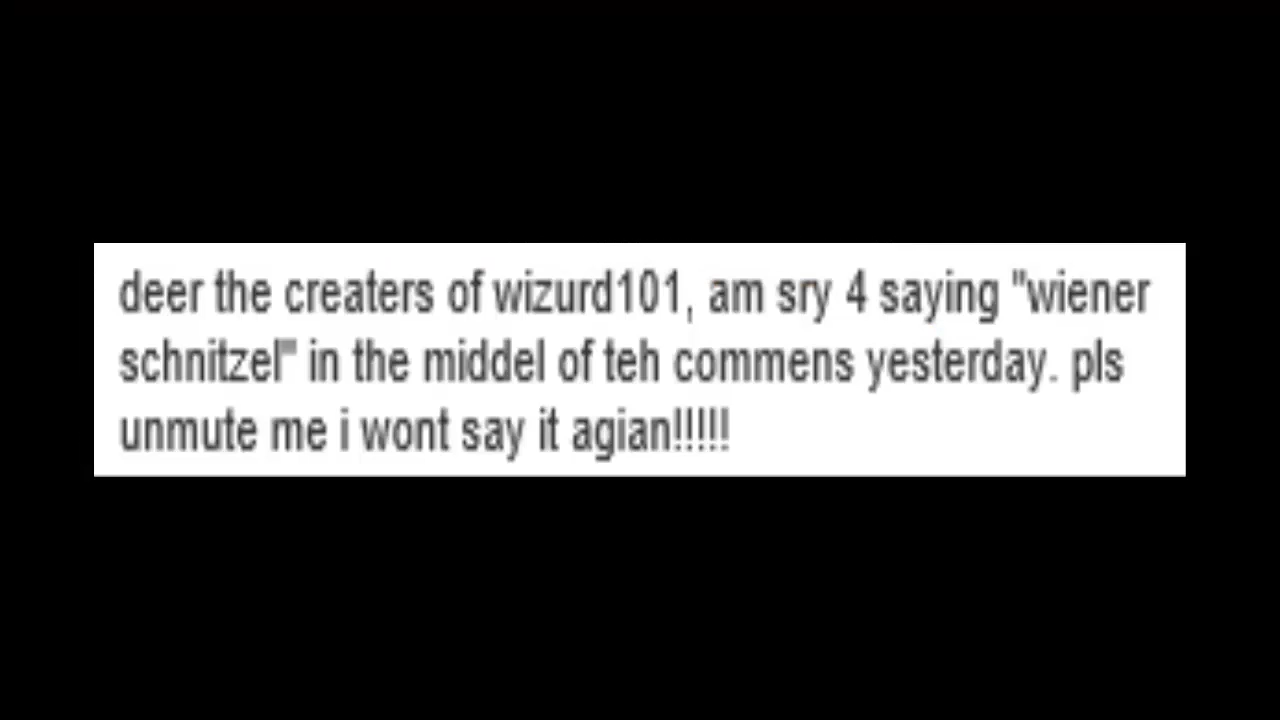 deer the creaters of wizurd101, am sry 4 saying "wiener
schnitzel" in the middel of teh commens yesterday. pls
unmute me i wont say it agian!!!!!